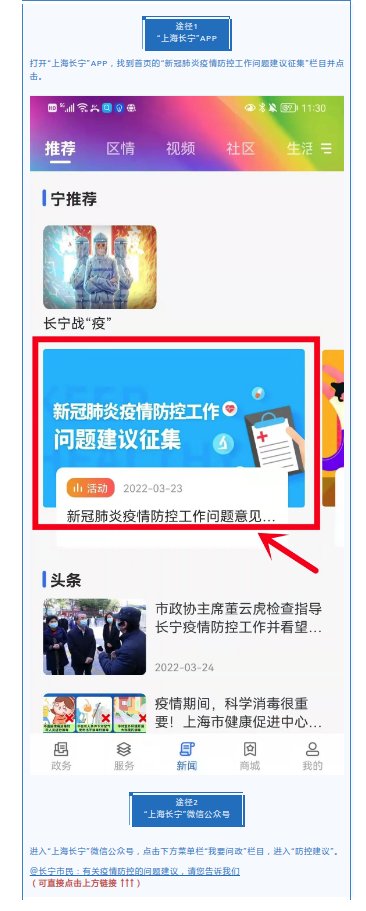 途径1
“上海长宁”APP
打开“上海长宁”APP，找到首页的“新冠肺炎疫情防控工作问题建议征集”栏目并点
击。
11:30
推荐 区情 视频 社区 生活
宁推荐
长宁战“疫”
新冠肺炎疫情防控工作
问题建议征集
活动 2022-03-23
新冠肺炎疫情防控工作问题意见...
头条
市政协主席董云虎检查指导
长宁疫情防控工作并看望...
2022-03-24
疫情期间，科学消毒很重
要！上海市健康促进中心...
政务 服务 新闻 商城 我的
途径2
“上海长宁”微信公众号
进入“上海长宁”微信公众号，点击下方菜单栏“我要问政”栏目，进入“防控建议”。
@长宁市民：有关疫情防控的问题建议，请您告诉我们
（可直接点击上方链接 ↑↑↑）